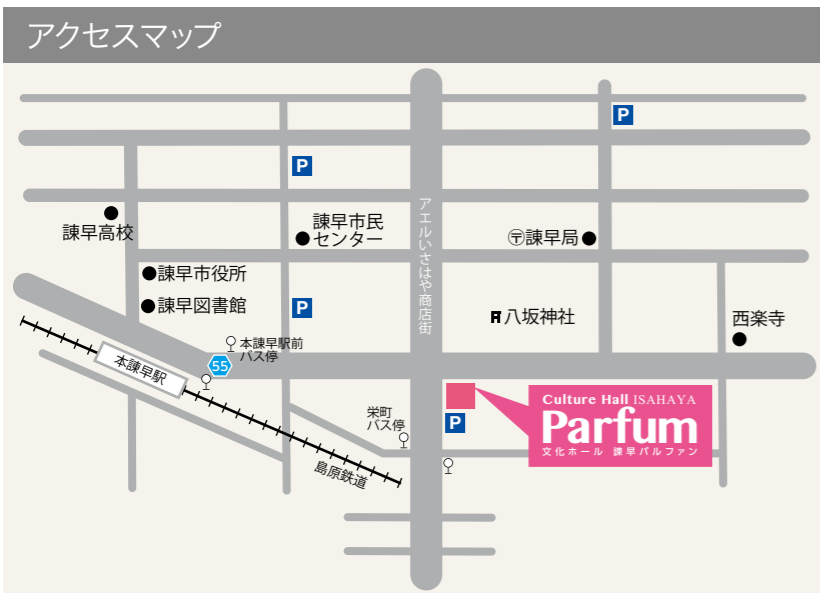 アクセスマップ
P
P
アエルいさはや商店街
諫早高校
諫早市民
センター
〶諫早局
諫早市役所
諫早図書館
P
八坂神社
西楽寺
本諫早駅前
バス停
55
本諫早駅
Culture Hall ISAHAYA
Parfum
文化ホール 諫早パルファン
栄町
バス停
P
島原鉄道